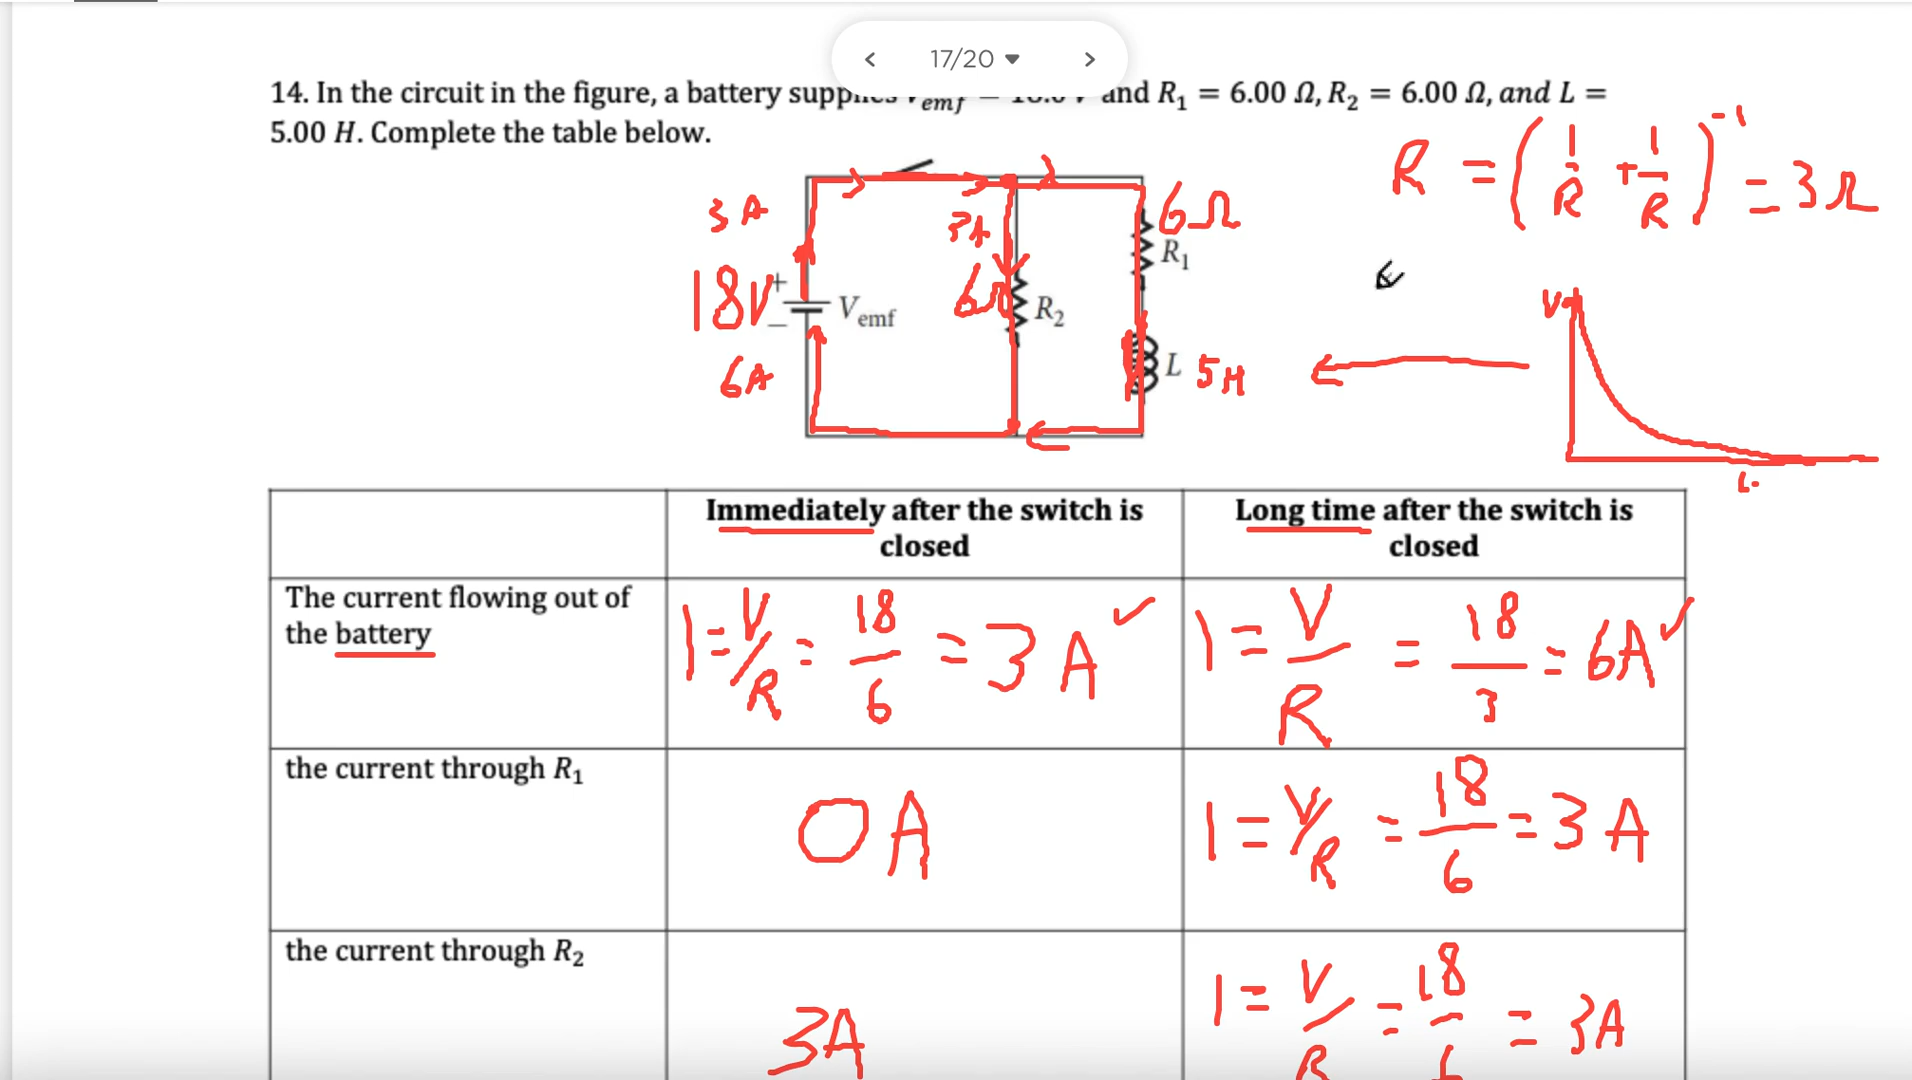 17/20
14. In the circuit in the figure, a battery emf and R₁ = 6.00 Ω, R₂ = 6.00 Ω, and L =
5.00 H. Complete the table below.
R = (1/R + 1/R)⁻¹ = 3Ω
3 A
3A
6Ω
R₁
18V
+
−
Vemf
6Ω
R₂
V
6A
L
5H
Immediately after the switch is closed
Long time after the switch is closed
The current flowing out of the battery
I = V/R = 18/6 = 3 A ✓
I = V/R = 18/3 = 6A ✓
the current through R₁
0 A
I = V/R = 18/6 = 3 A
the current through R₂
3A
I = V/R = 18/6 = 3A